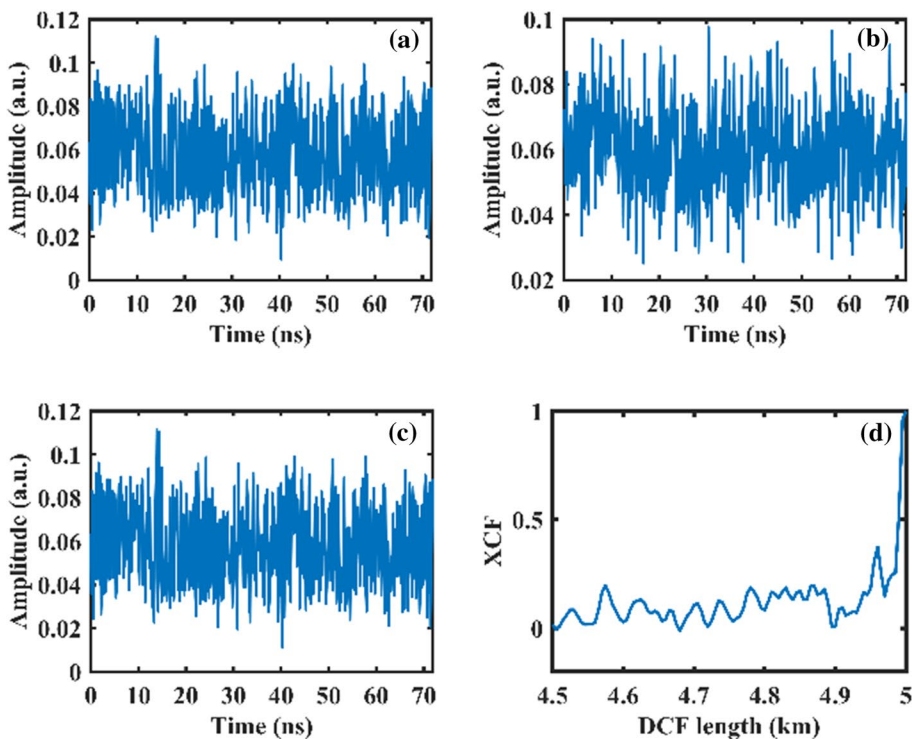 (a)
0.12
0.1
0.08
0.06
0.04
0.02
0
Amplitude (a.u.)
0 10 20 30 40 50 60 70
Time (ns)
(b)
0.1
0.08
0.06
0.04
0.02
Amplitude (a.u.)
0 10 20 30 40 50 60 70
Time (ns)
(c)
0.12
0.1
0.08
0.06
0.04
0.02
0
Amplitude (a.u.)
0 10 20 30 40 50 60 70
Time (ns)
(d)
1
0.5
0
XCF
4.5 4.6 4.7 4.8 4.9 5
DCF length (km)